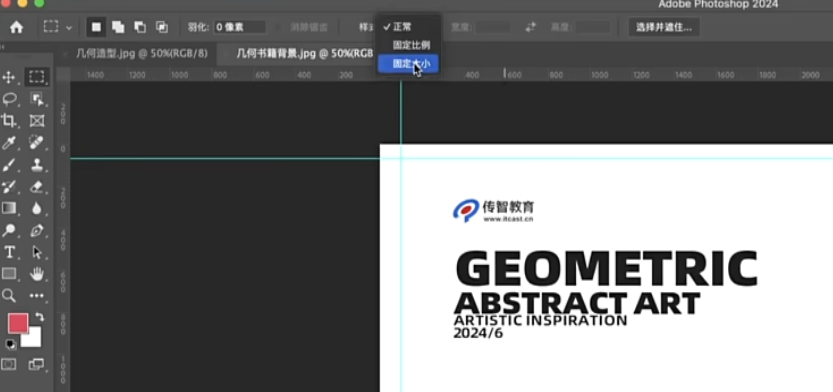 Adobe Photoshop 2024
羽化: 0 像素 消除锯齿 样式 正常 宽度: 高度: 选择并遮住...
固定比例
固定大小
几何造型.jpg @ 50%(RGB/8) 几何书籍背景.jpg @ 50%(RGB
1400 1200 1000 800 600 400 200 400 600 800 1000 1200 1400 1600 1800 2000
传智教育
www.itcast.cn
GEOMETRIC
ABSTRACT ART
ARTISTIC INSPIRATION
2024/6